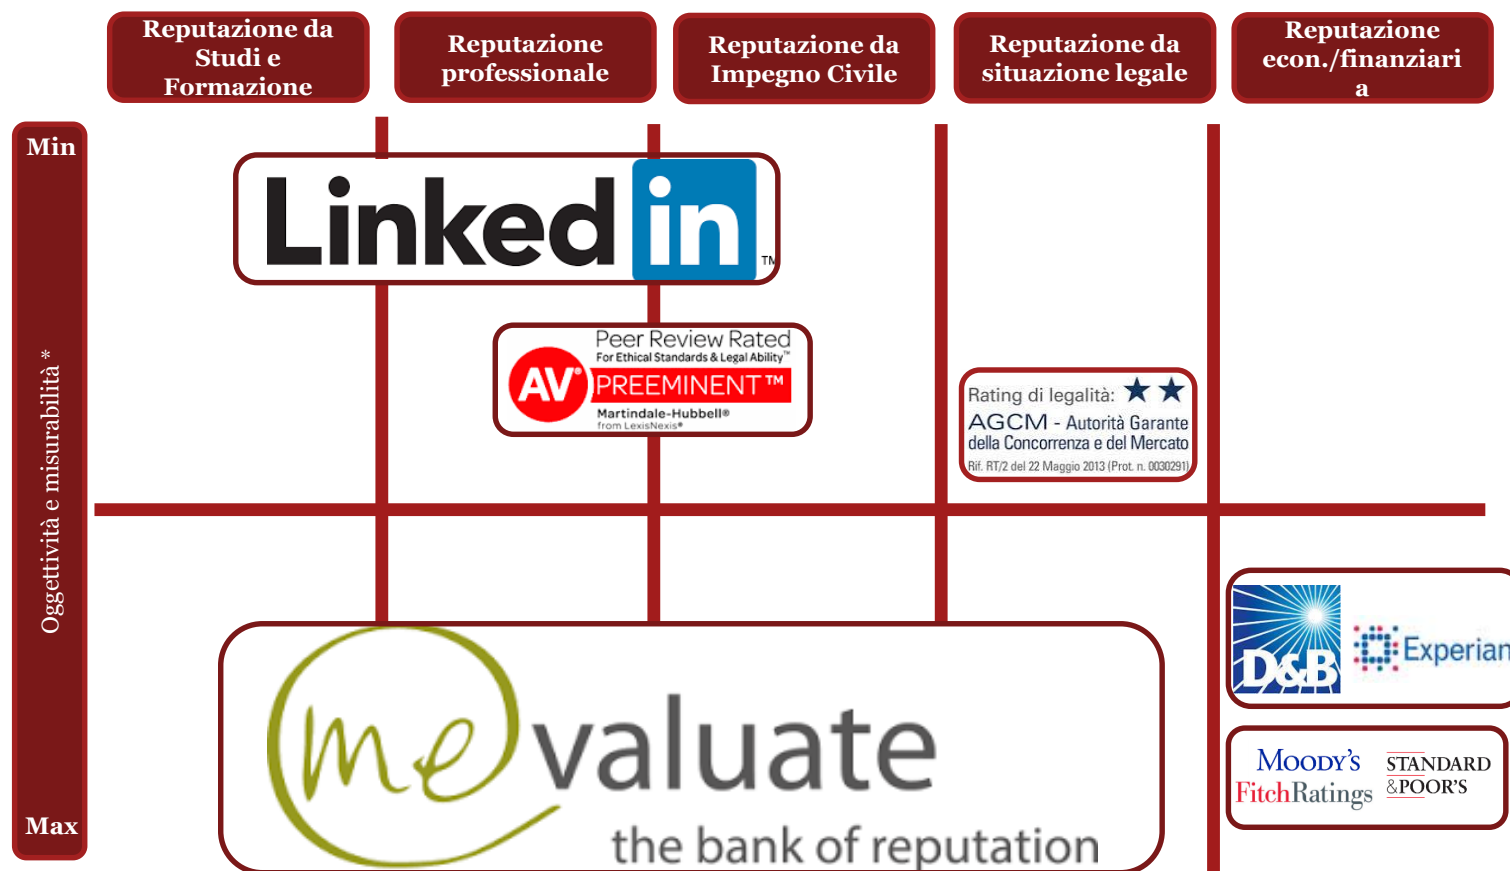 Reputazione da
Studi e
Formazione
Reputazione
professionale
Reputazione da
Impegno Civile
Reputazione da
situazione legale
Reputazione
econ./finanziari
a
Min
Oggettività e misurabilità *
Max
Linked in ™
Peer Review Rated
For Ethical Standards & Legal Ability™
AV® PREEMINENT™
Martindale-Hubbell®
from LexisNexis®
Rating di legalità: ★ ★
AGCM - Autorità Garante
della Concorrenza e del Mercato
Rif. RT/2 del 22 Maggio 2013 (Prot. n. 0030291)
D&B
Experian
me valuate
the bank of reputation
MOODY'S
FitchRatings
STANDARD
&POOR'S